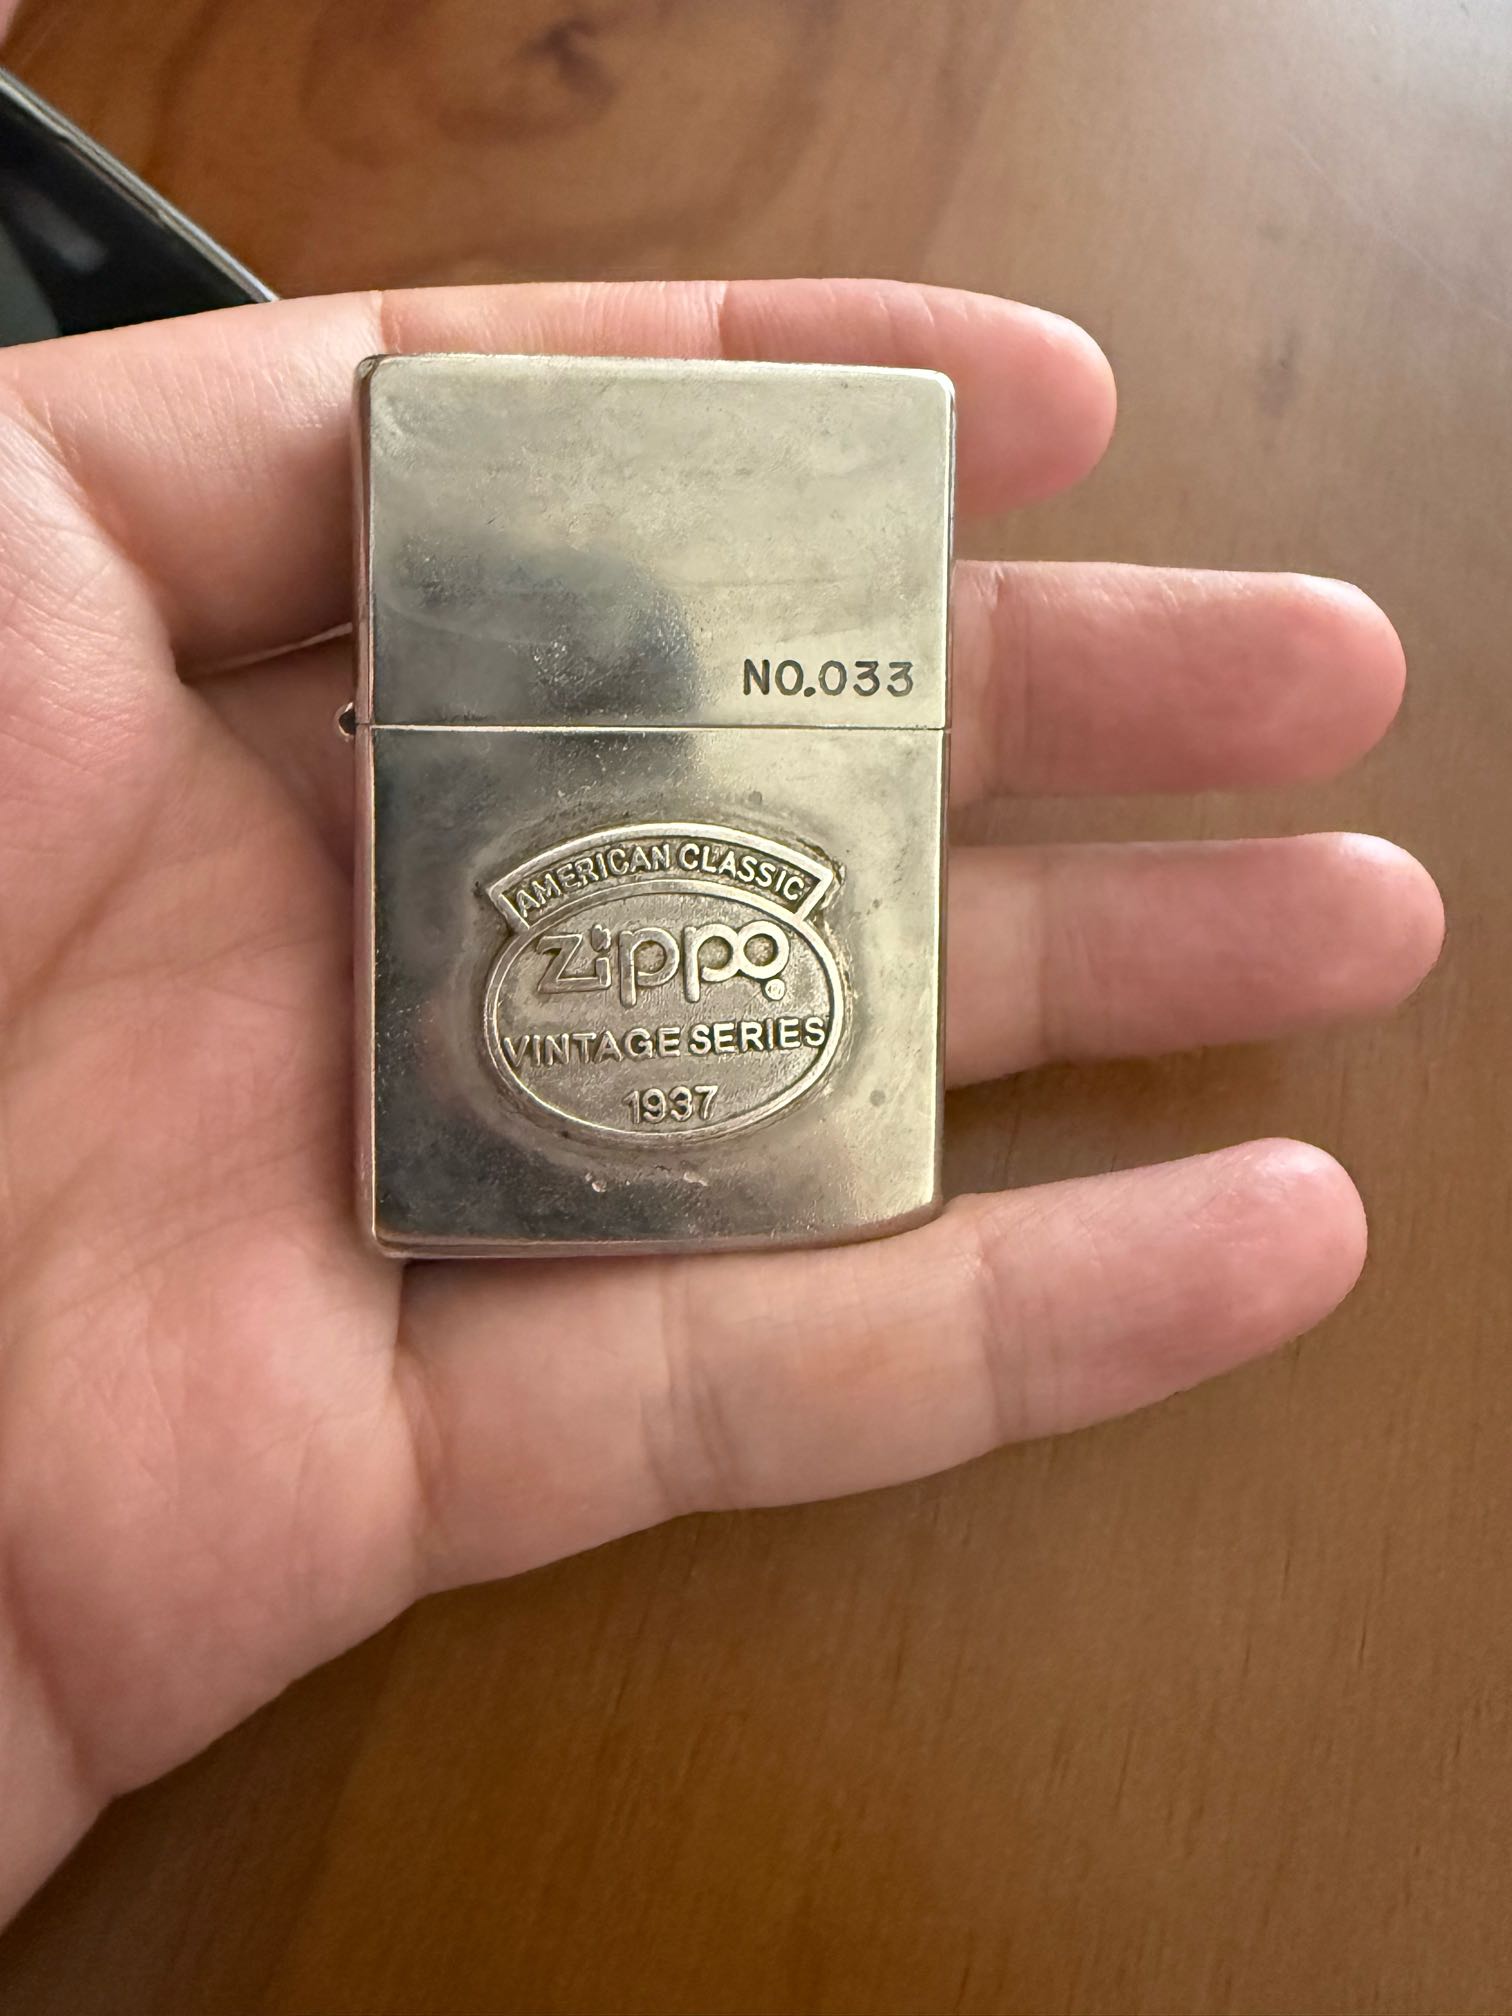 NO.033
AMERICAN CLASSIC
Zippo®
VINTAGE SERIES
1937